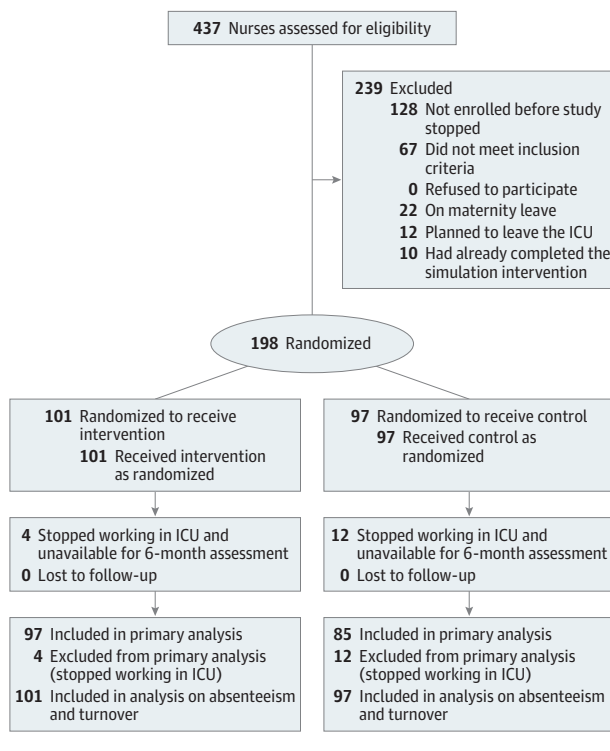 437 Nurses assessed for eligibility
239 Excluded
128 Not enrolled before study
stopped
67 Did not meet inclusion
criteria
0 Refused to participate
22 On maternity leave
12 Planned to leave the ICU
10 Had already completed the
simulation intervention
198 Randomized
101 Randomized to receive
intervention
101 Received intervention
as randomized
97 Randomized to receive control
97 Received control as
randomized
4 Stopped working in ICU and
unavailable for 6-month assessment
0 Lost to follow-up
12 Stopped working in ICU and
unavailable for 6-month assessment
0 Lost to follow-up
97 Included in primary analysis
4 Excluded from primary analysis
(stopped working in ICU)
101 Included in analysis on absenteeism
and turnover
85 Included in primary analysis
12 Excluded from primary analysis
(stopped working in ICU)
97 Included in analysis on absenteeism
and turnover